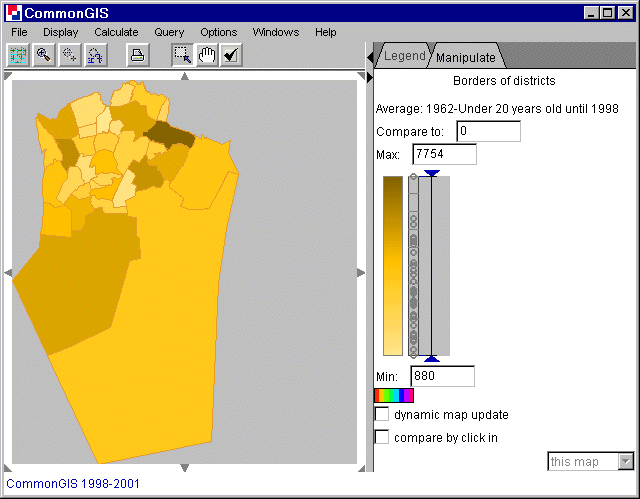 CommonGIS
File Display Calculate Query Options Windows Help
Legend Manipulate
Borders of districts
Average: 1962-Under 20 years old until 1998
Compare to: 0
Max: 7754
Min: 880
dynamic map update
compare by click in
this map
CommonGIS 1998-2001